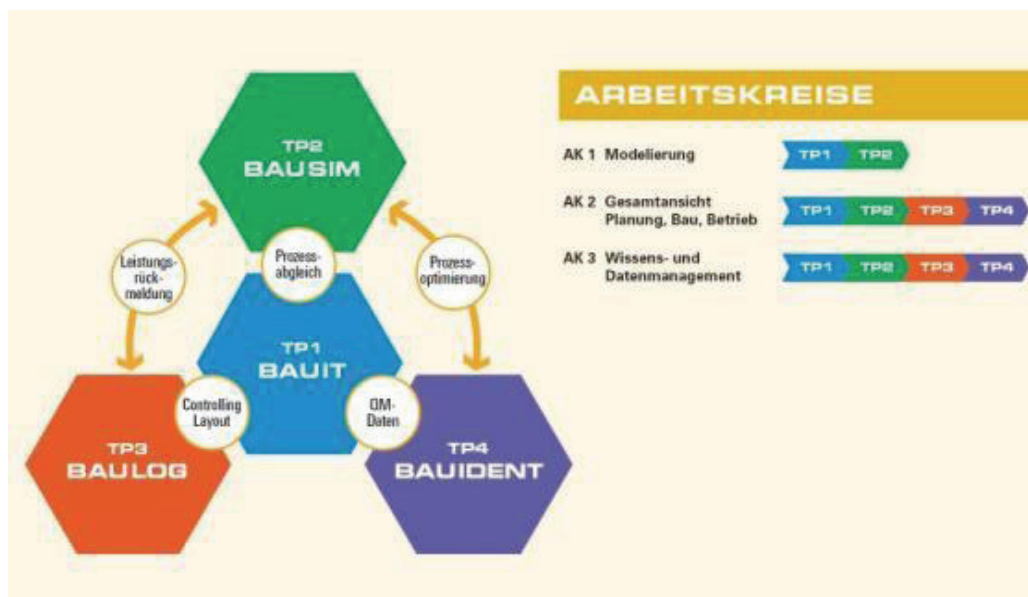 TP2
BAUSIM
Leistungs-
rück-
meldung
Prozess-
abgleich
Prozess-
optimierung
TP1
BAUIT
Controlling
Layout
QM-
Daten
TP3
BAULOG
TP4
BAUIDENT
ARBEITSKREISE
AK 1 Modelierung TP1 TP2
AK 2 Gesamtansicht
Planung, Bau, Betrieb TP1 TP2 TP3 TP4
AK 3 Wissens- und
Datenmanagement TP1 TP2 TP3 TP4